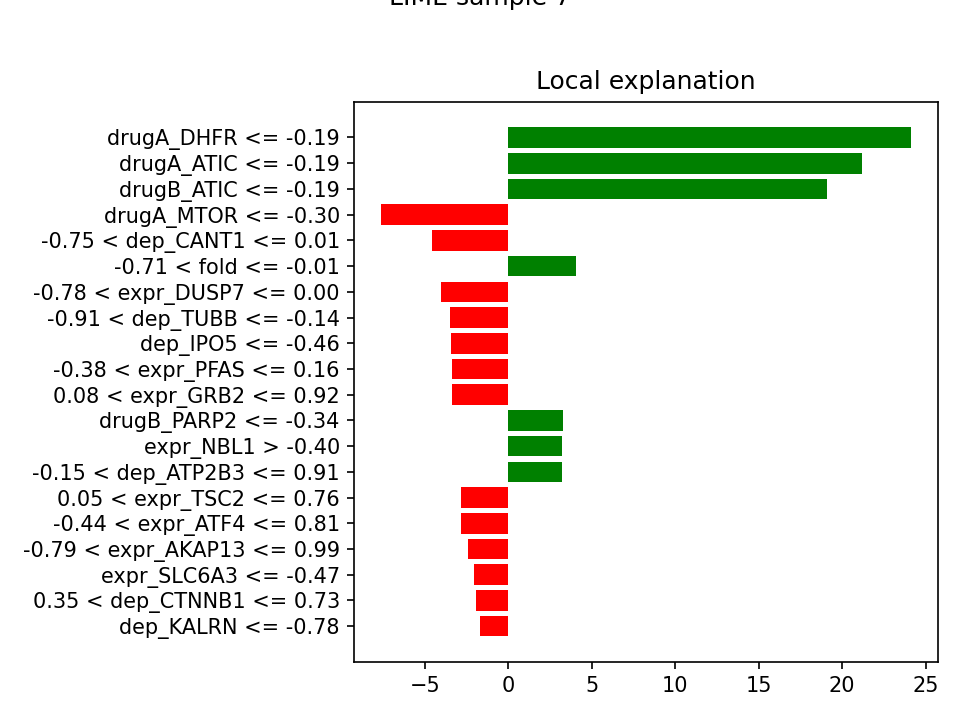 LIME sample 7
Local explanation
drugA_DHFR <= -0.19
drugA_ATIC <= -0.19
drugB_ATIC <= -0.19
drugA_MTOR <= -0.30
-0.75 < dep_CANT1 <= 0.01
-0.71 < fold <= -0.01
-0.78 < expr_DUSP7 <= 0.00
-0.91 < dep_TUBB <= -0.14
dep_IPO5 <= -0.46
-0.38 < expr_PFAS <= 0.16
0.08 < expr_GRB2 <= 0.92
drugB_PARP2 <= -0.34
expr_NBL1 > -0.40
-0.15 < dep_ATP2B3 <= 0.91
0.05 < expr_TSC2 <= 0.76
-0.44 < expr_ATF4 <= 0.81
-0.79 < expr_AKAP13 <= 0.99
expr_SLC6A3 <= -0.47
0.35 < dep_CTNNB1 <= 0.73
dep_KALRN <= -0.78
−5 0 5 10 15 20 25